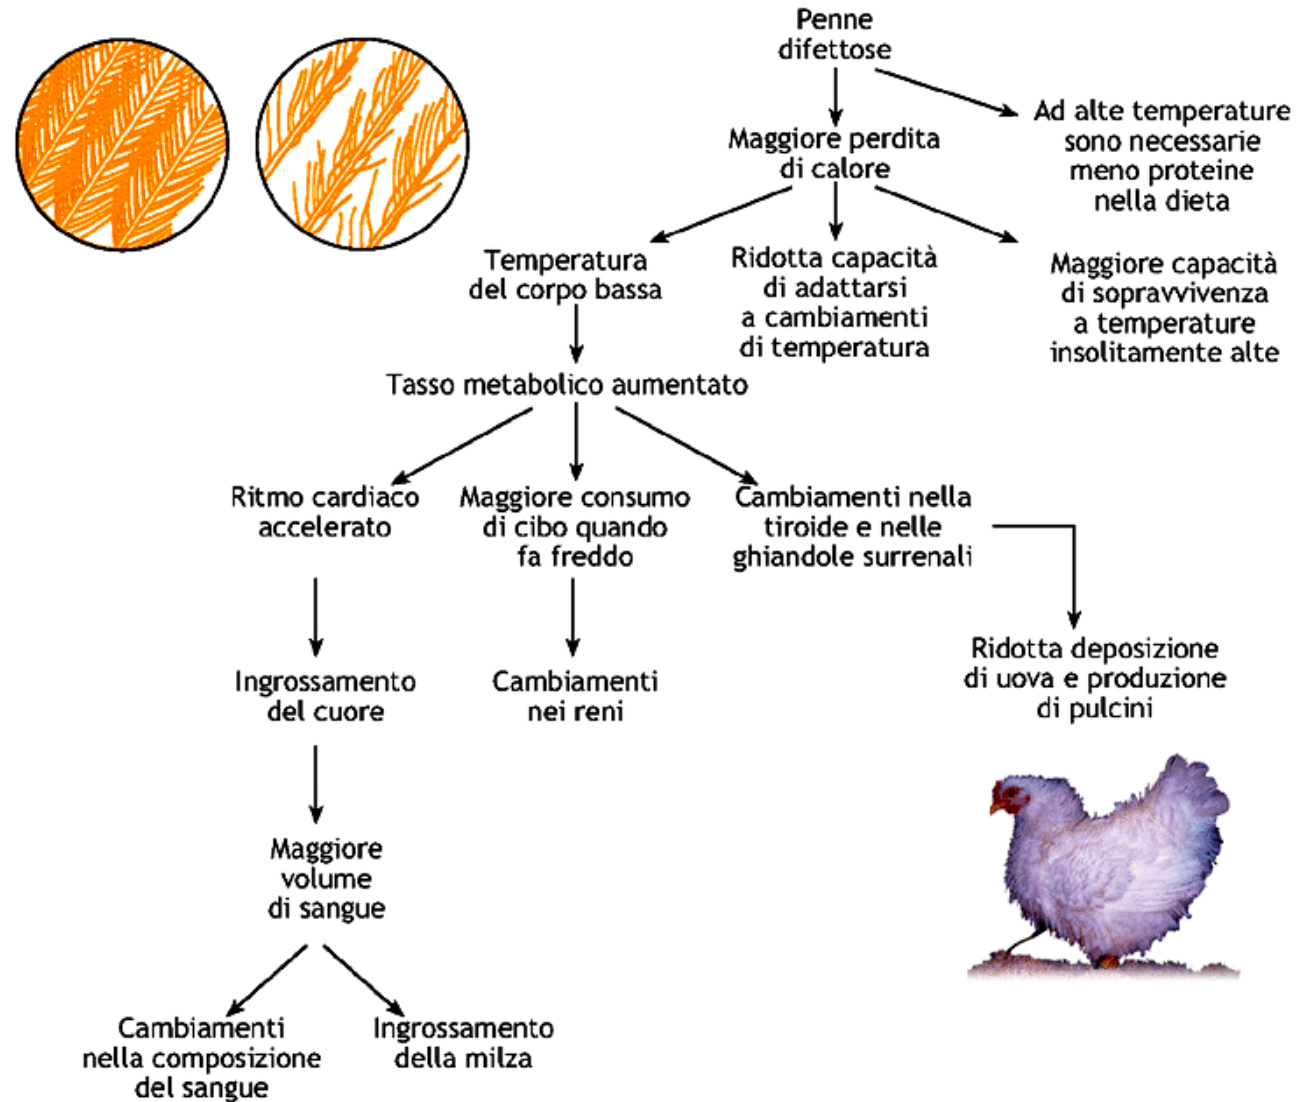 Penne
difettose
Ad alte temperature
sono necessarie
meno proteine
nella dieta
Maggiore perdita
di calore
Temperatura
del corpo bassa
Ridotta capacità
di adattarsi
a cambiamenti
di temperatura
Maggiore capacità
di sopravvivenza
a temperature
insolitamente alte
Tasso metabolico aumentato
Ritmo cardiaco
accelerato
Maggiore consumo
di cibo quando
fa freddo
Cambiamenti nella
tiroide e nelle
ghiandole surrenali
Ingrossamento
del cuore
Cambiamenti
nei reni
Ridotta deposizione
di uova e produzione
di pulcini
Maggiore
volume
di sangue
Cambiamenti
nella composizione
del sangue
Ingrossamento
della milza